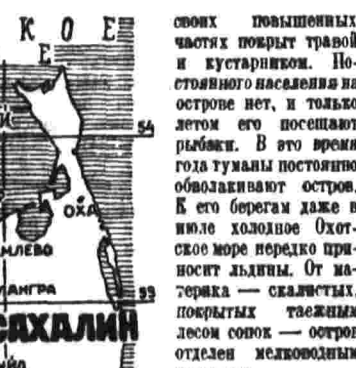 К О Е
Е
Й
54
ОХА
МЛЕВО
ЛАНГРА
53
САХАЛИН
своих повышенных
частях покрыт травой
и кустарником. По-
стоянного населения на
острове нет, и только
летом его посещают
рыбаки. В это время
года туманы постоянно
обволакивают остров.
К его берегам даже в
июле холодное Охот-
ское море нередко при-
носит льдины. От ма-
терика — скалистых,
покрытых таежным
лесом сопок — остров
отделен мелководным